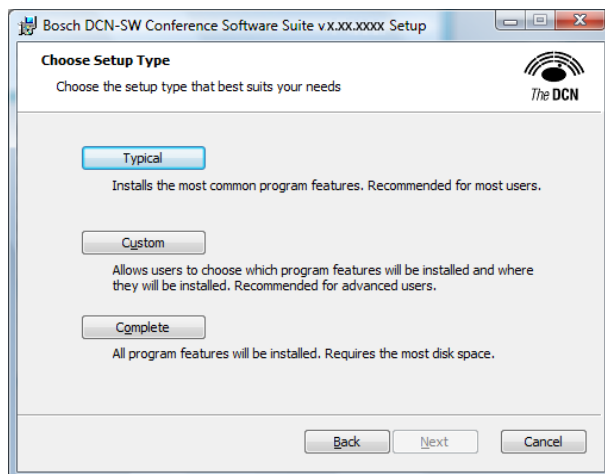 Bosch DCN-SW Conference Software Suite vx.xx.xxxx Setup
Choose Setup Type
Choose the setup type that best suits your needs
The DCN
Typical
Installs the most common program features. Recommended for most users.
Custom
Allows users to choose which program features will be installed and where
they will be installed. Recommended for advanced users.
Complete
All program features will be installed. Requires the most disk space.
Back Next Cancel